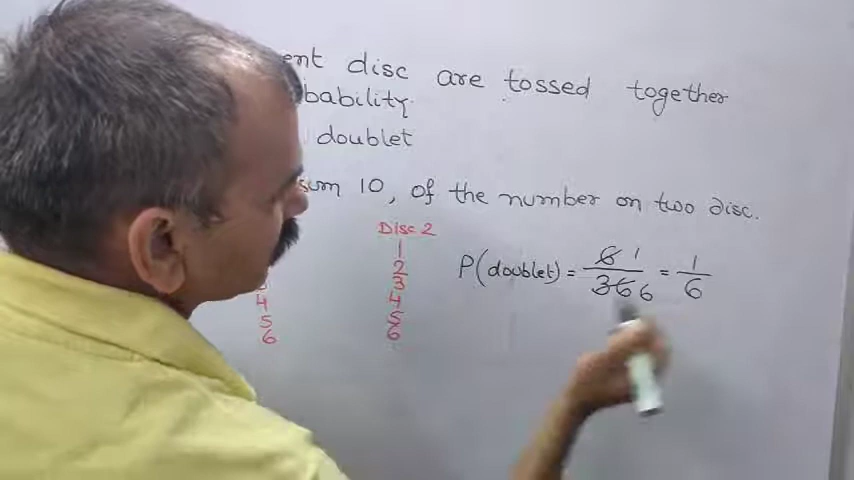 ent disc are tossed together
bability
doublet
sum 10, of the number on two disc.
Disc 2
1
2
3
4 4
5 5
6 6
P(doublet) = 6 1 / 36 6 = 1/6